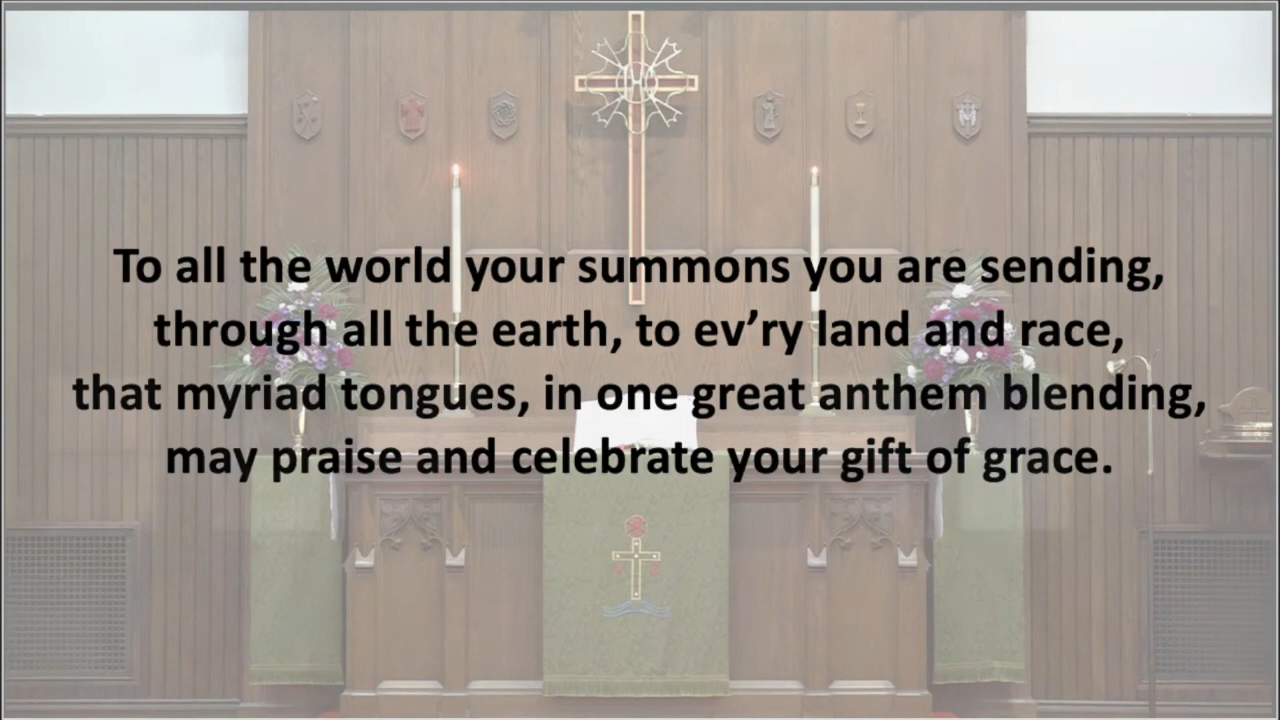 To all the world your summons you are sending,
through all the earth, to ev’ry land and race,
that myriad tongues, in one great anthem blending,
may praise and celebrate your gift of grace.